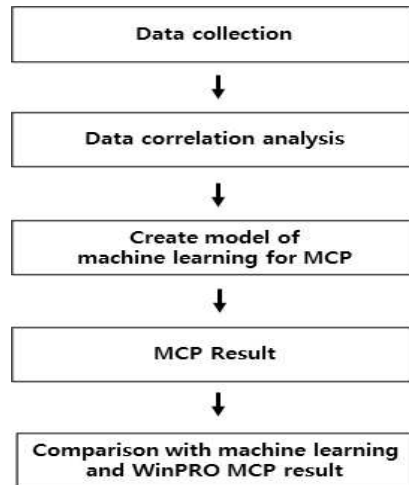 Data collection
Data correlation analysis
Create model of
machine learning for MCP
MCP Result
Comparison with machine learning
and WinPRO MCP result